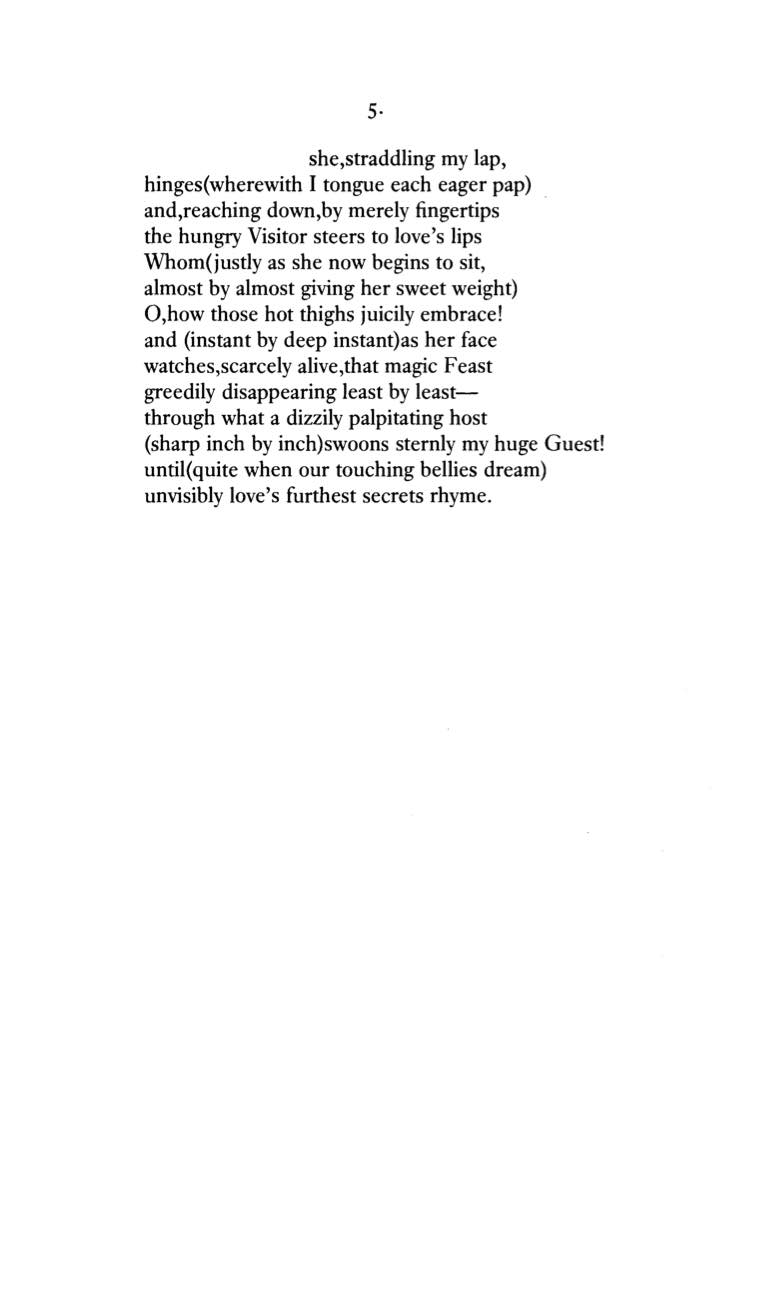 5.
she,straddling my lap,
hinges(wherewith I tongue each eager pap)
and,reaching down,by merely fingertips
the hungry Visitor steers to love's lips
Whom(justly as she now begins to sit,
almost by almost giving her sweet weight)
O,how those hot thighs juicily embrace!
and (instant by deep instant)as her face
watches,scarcely alive,that magic Feast
greedily disappearing least by least—
through what a dizzily palpitating host
(sharp inch by inch)swoons sternly my huge Guest!
until(quite when our touching bellies dream)
unvisibly love's furthest secrets rhyme.